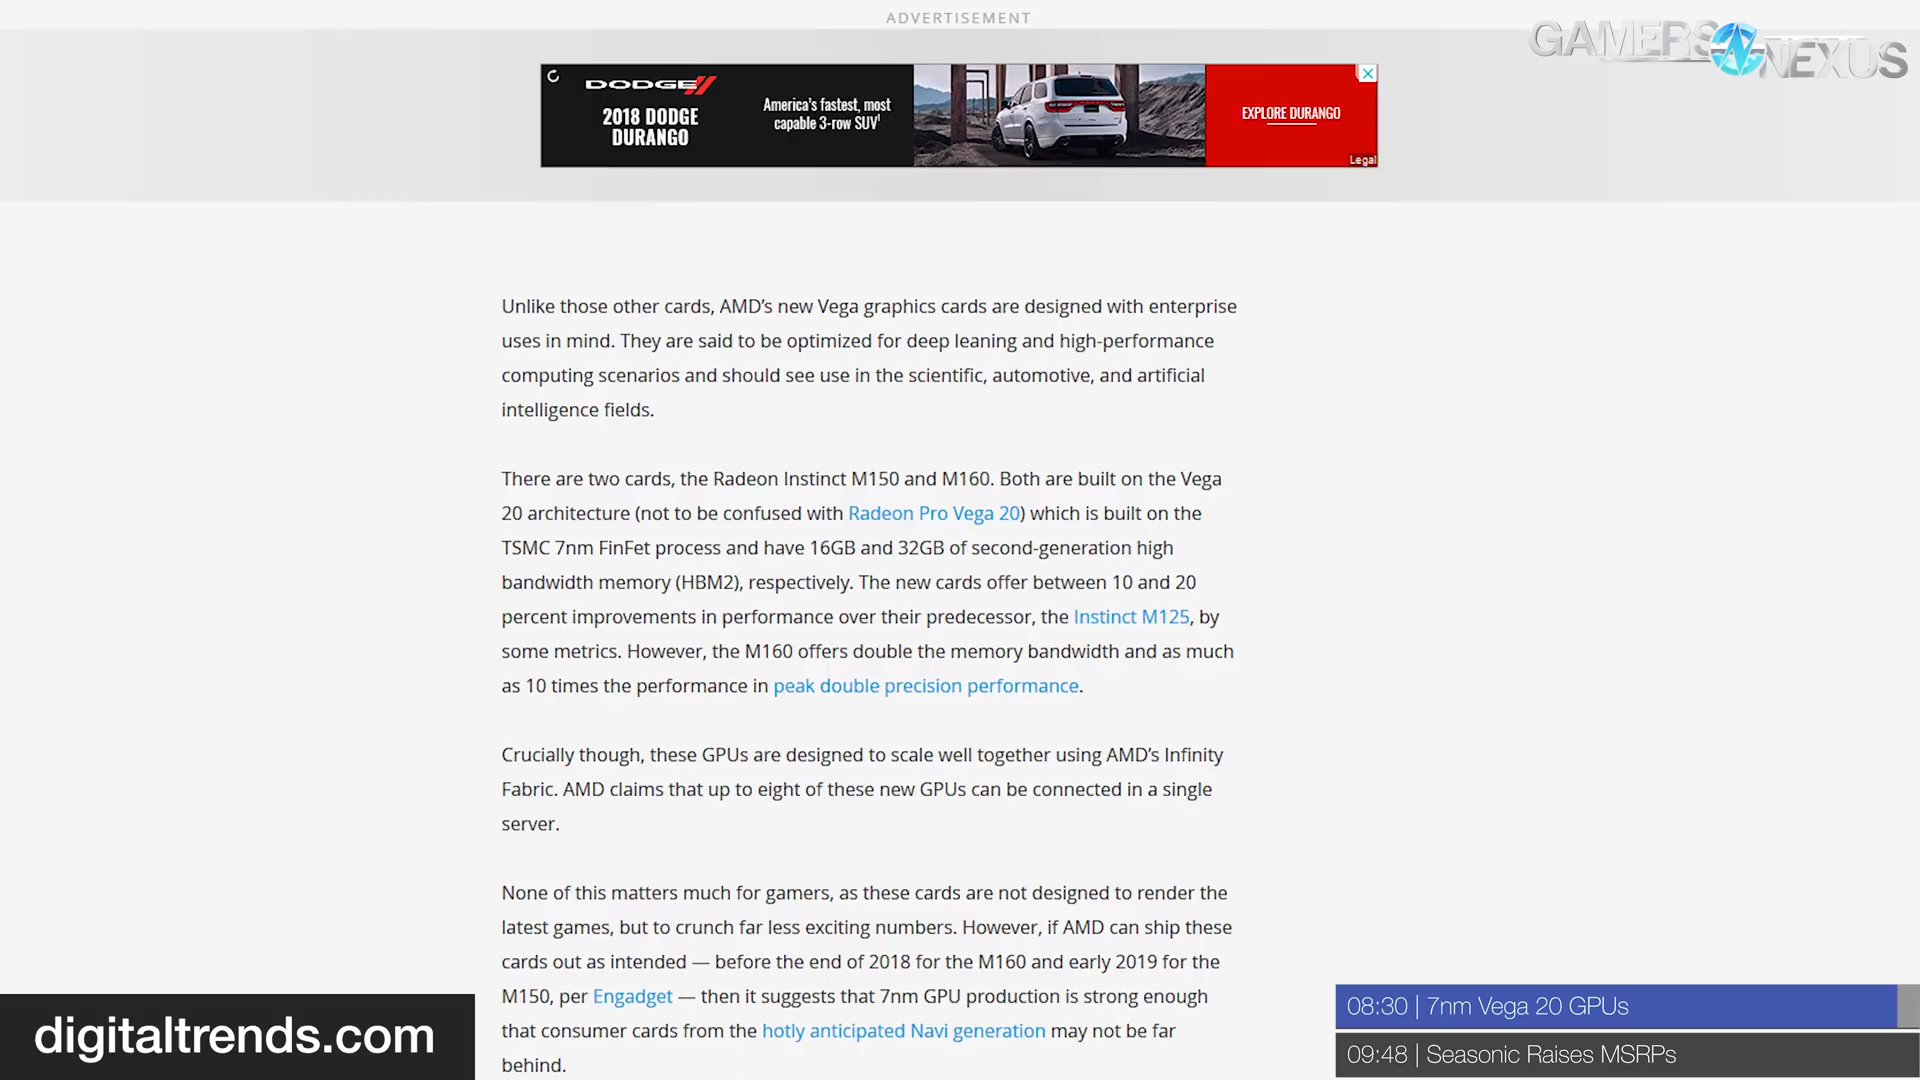 ADVERTISEMENT
GAMERS NEXUS
DODGE
2018 DODGE
DURANGO
America's fastest, most
capable 3-row SUV¹
EXPLORE DURANGO
Legal
Unlike those other cards, AMD’s new Vega graphics cards are designed with enterprise
uses in mind. They are said to be optimized for deep leaning and high-performance
computing scenarios and should see use in the scientific, automotive, and artificial
intelligence fields.
There are two cards, the Radeon Instinct M150 and M160. Both are built on the Vega
20 architecture (not to be confused with Radeon Pro Vega 20) which is built on the
TSMC 7nm FinFet process and have 16GB and 32GB of second-generation high
bandwidth memory (HBM2), respectively. The new cards offer between 10 and 20
percent improvements in performance over their predecessor, the Instinct M125, by
some metrics. However, the M160 offers double the memory bandwidth and as much
as 10 times the performance in peak double precision performance.
Crucially though, these GPUs are designed to scale well together using AMD’s Infinity
Fabric. AMD claims that up to eight of these new GPUs can be connected in a single
server.
None of this matters much for gamers, as these cards are not designed to render the
latest games, but to crunch far less exciting numbers. However, if AMD can ship these
cards out as intended — before the end of 2018 for the M160 and early 2019 for the
M150, per Engadget — then it suggests that 7nm GPU production is strong enough
that consumer cards from the hotly anticipated Navi generation may not be far
behind.
digitaltrends.com
08:30 | 7nm Vega 20 GPUs
09:48 | Seasonic Raises MSRPs